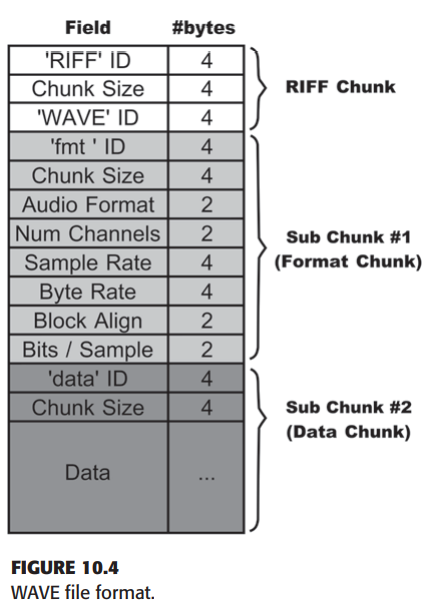 Field #bytes
'RIFF' ID 4
Chunk Size 4
RIFF Chunk
'WAVE' ID 4
'fmt ' ID 4
Chunk Size 4
Audio Format 2
Num Channels 2
Sub Chunk #1
(Format Chunk)
Sample Rate 4
Byte Rate 4
Block Align 2
Bits / Sample 2
'data' ID 4
Chunk Size 4
Sub Chunk #2
(Data Chunk)
Data ...
FIGURE 10.4
WAVE file format.